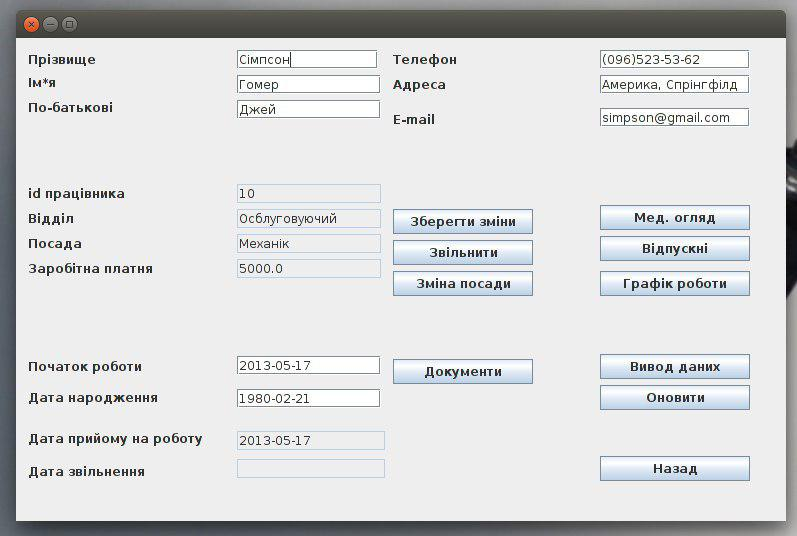 Прізвище Сімпсон Телефон (096)523-53-62
Ім*я Гомер Адреса Америка, Спрінгфілд
По-батькові Джей E-mail simpson@gmail.com
id працівника 10
Відділ Осблуговуючий Зберегти зміни Мед. огляд
Посада Механік Звільнити Відпускні
Заробітна платня 5000.0 Зміна посади Графік роботи
Початок роботи 2013-05-17 Документи Вивод даних
Дата народження 1980-02-21 Оновити
Дата прийому на роботу 2013-05-17
Дата звільнення Назад